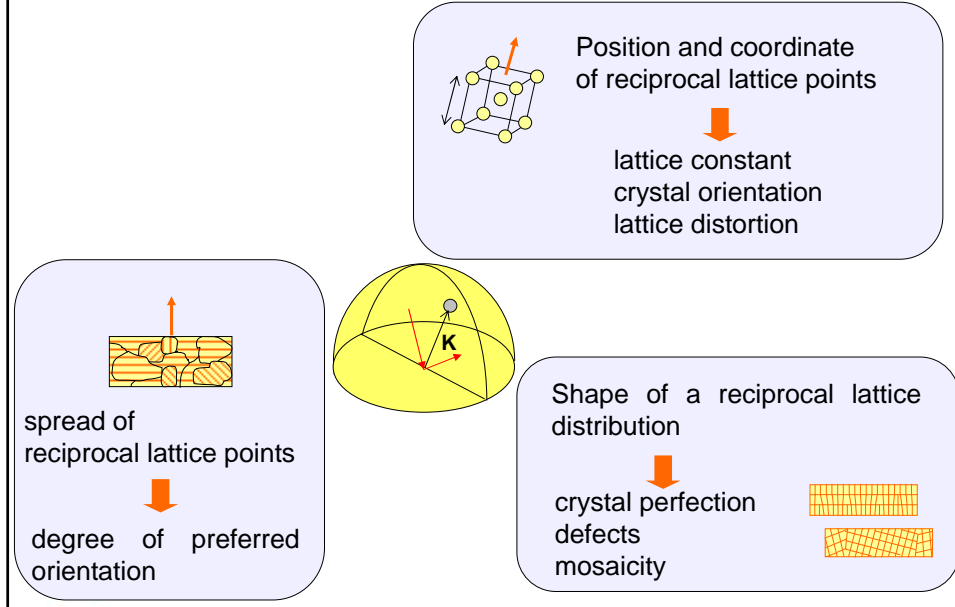 Position and coordinate
of reciprocal lattice points
lattice constant
crystal orientation
lattice distortion
K
spread of
reciprocal lattice points
degree of preferred
orientation
Shape of a reciprocal lattice
distribution
crystal perfection
defects
mosaicity